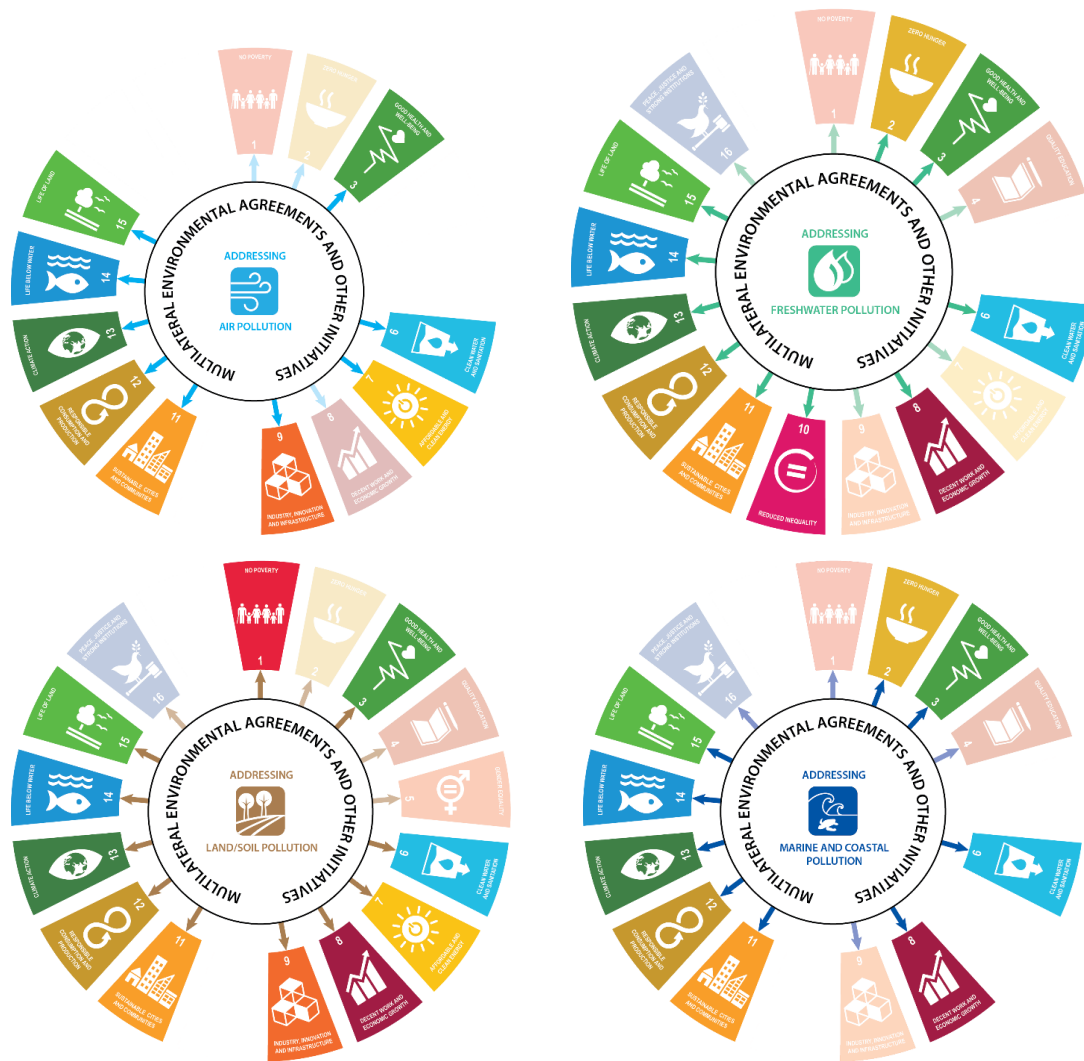 NO POVERTY
1
ZERO HUNGER
2
GOOD HEALTH AND
WELL-BEING
3
CLEAN WATER
AND SANITATION
6
AFFORDABLE AND
CLEAN ENERGY
7
DECENT WORK AND
ECONOMIC GROWTH
8
INDUSTRY, INNOVATION
AND INFRASTRUCTURE
9
SUSTAINABLE CITIES
AND COMMUNITIES
11
RESPONSIBLE
CONSUMPTION AND
PRODUCTION
12
CLIMATE ACTION
13
LIFE BELOW WATER
14
LIFE OF LAND
15
MULTILATERAL ENVIRONMENTAL AGREEMENTS AND OTHER INITIATIVES
ADDRESSING
AIR POLLUTION
NO POVERTY
1
ZERO HUNGER
2
GOOD HEALTH AND
WELL-BEING
3
QUALITY EDUCATION
4
CLEAN WATER
AND SANITATION
6
AFFORDABLE AND
CLEAN ENERGY
7
DECENT WORK AND
ECONOMIC GROWTH
8
INDUSTRY, INNOVATION
AND INFRASTRUCTURE
9
REDUCED INEQUALITY
10
SUSTAINABLE CITIES
AND COMMUNITIES
11
RESPONSIBLE
CONSUMPTION AND
PRODUCTION
12
CLIMATE ACTION
13
LIFE BELOW WATER
14
LIFE OF LAND
15
PEACE, JUSTICE AND
STRONG INSTITUTIONS
16
MULTILATERAL ENVIRONMENTAL AGREEMENTS AND OTHER INITIATIVES
ADDRESSING
FRESHWATER POLLUTION
NO POVERTY
1
ZERO HUNGER
2
GOOD HEALTH AND
WELL-BEING
3
QUALITY EDUCATION
4
GENDER EQUALITY
5
CLEAN WATER
AND SANITATION
6
AFFORDABLE AND
CLEAN ENERGY
7
DECENT WORK AND
ECONOMIC GROWTH
8
INDUSTRY, INNOVATION
AND INFRASTRUCTURE
9
SUSTAINABLE CITIES
AND COMMUNITIES
11
RESPONSIBLE
CONSUMPTION AND
PRODUCTION
12
CLIMATE ACTION
13
LIFE BELOW WATER
14
LIFE OF LAND
15
PEACE, JUSTICE AND
STRONG INSTITUTIONS
16
MULTILATERAL ENVIRONMENTAL AGREEMENTS AND OTHER INITIATIVES
ADDRESSING
LAND/SOIL POLLUTION
NO POVERTY
1
ZERO HUNGER
2
GOOD HEALTH AND
WELL-BEING
3
QUALITY EDUCATION
4
CLEAN WATER
AND SANITATION
6
DECENT WORK AND
ECONOMIC GROWTH
8
INDUSTRY, INNOVATION
AND INFRASTRUCTURE
9
SUSTAINABLE CITIES
AND COMMUNITIES
11
RESPONSIBLE
CONSUMPTION AND
PRODUCTION
12
CLIMATE ACTION
13
LIFE BELOW WATER
14
LIFE OF LAND
15
PEACE, JUSTICE AND
STRONG INSTITUTIONS
16
MULTILATERAL ENVIRONMENTAL AGREEMENTS AND OTHER INITIATIVES
ADDRESSING
MARINE AND COASTAL
POLLUTION